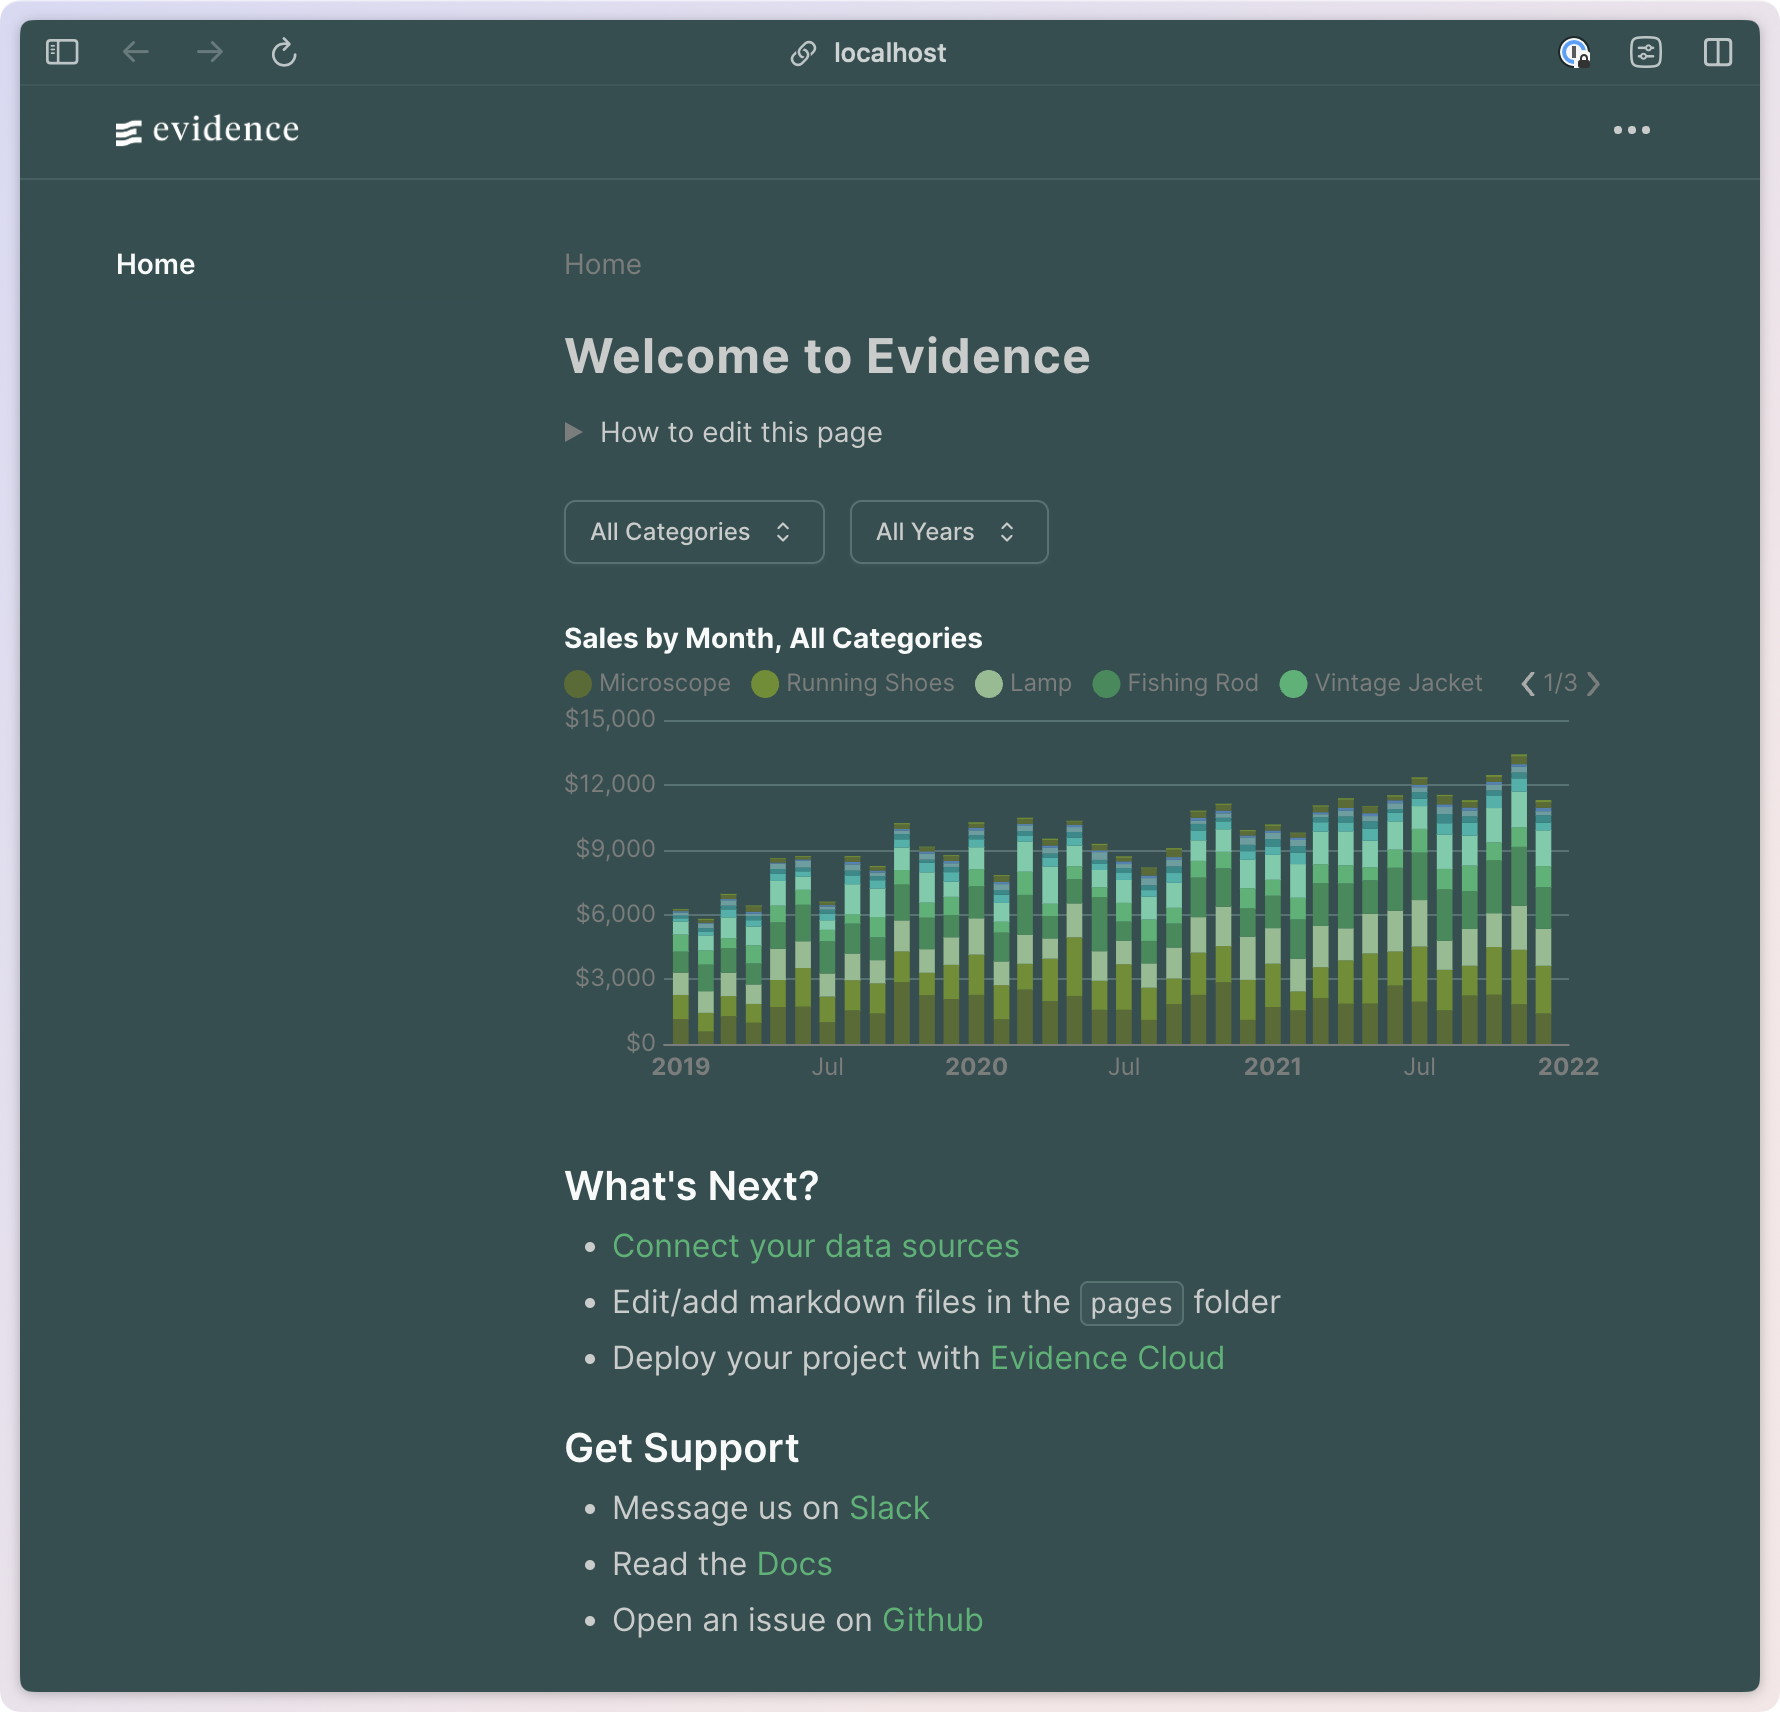 localhost
evidence
Home
Home
Welcome to Evidence
How to edit this page
All Categories
All Years
Sales by Month, All Categories
Microscope Running Shoes Lamp Fishing Rod Vintage Jacket 1/3
$15,000
$12,000
$9,000
$6,000
$3,000
$0
2019 Jul 2020 Jul 2021 Jul 2022
What's Next?
Connect your data sources
Edit/add markdown files in the pages folder
Deploy your project with Evidence Cloud
Get Support
Message us on Slack
Read the Docs
Open an issue on Github